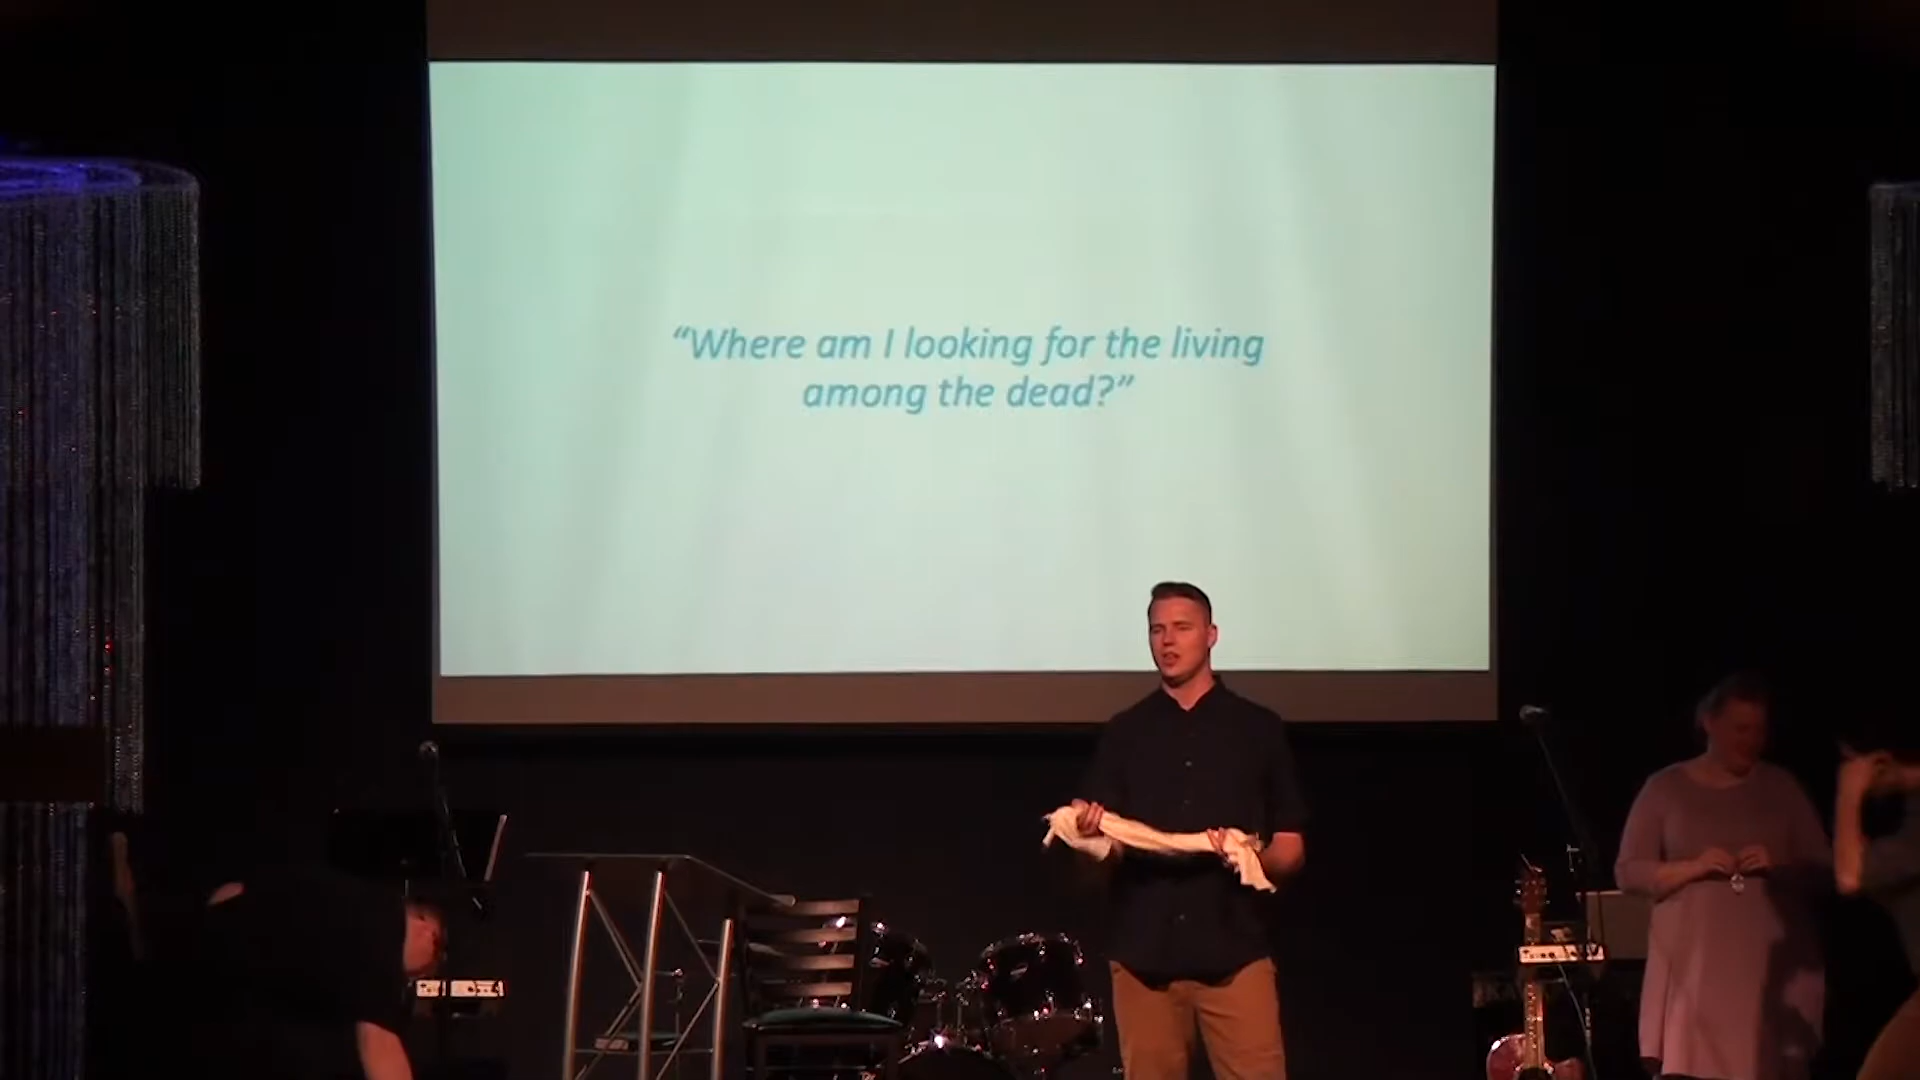 “Where am I looking for the living
among the dead?”